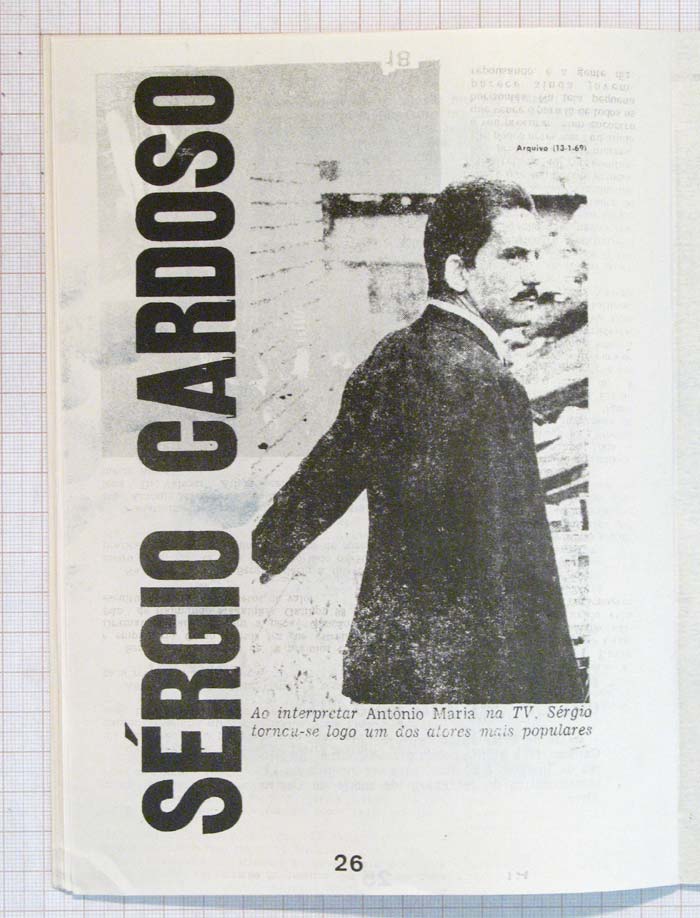 Arquivo (13-1-69)
SÉRGIO CARDOSO
Ao interpretar Antônio Maria na TV, Sérgio
tornou-se logo um dos atores mais populares
26